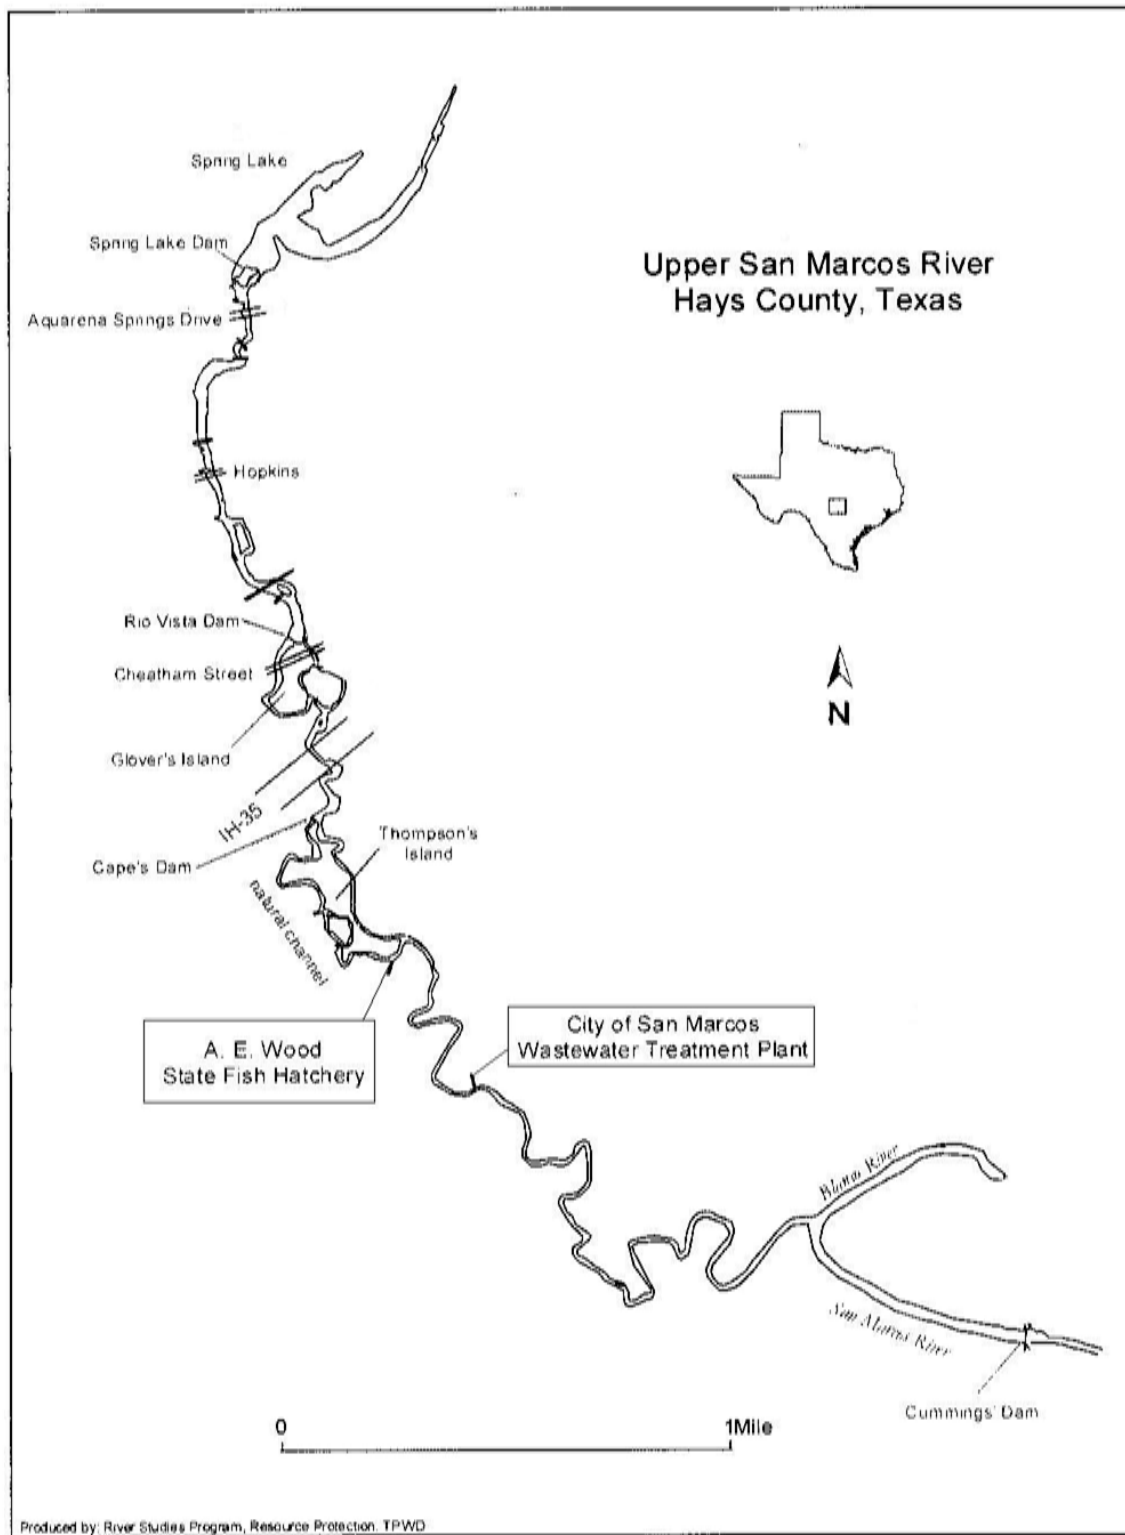 Spring Lake
Spring Lake Dam
Upper San Marcos River
Hays County, Texas
Aquarena Springs Drive
Hopkins
Rio Vista Dam
Cheatham Street
N
Glover's Island
IH-35
Thompson's
Island
Cape's Dam
natural channel
City of San Marcos
Wastewater Treatment Plant
A. E. Wood
State Fish Hatchery
Blanco River
San Marcos River
Cummings' Dam
0
1Mile
Produced by: River Studies Program, Resource Protection, TPWD